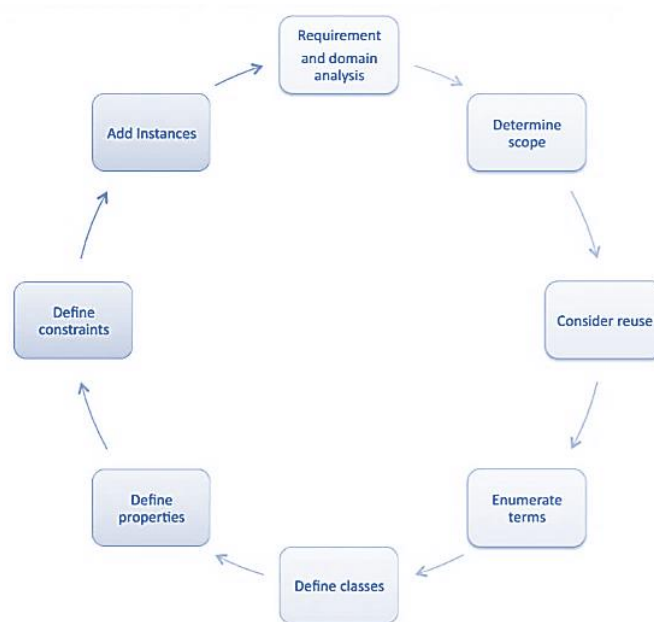 Requirement
and domain
analysis
Determine
scope
Consider reuse
Enumerate
terms
Define classes
Define
properties
Define
constraints
Add Instances